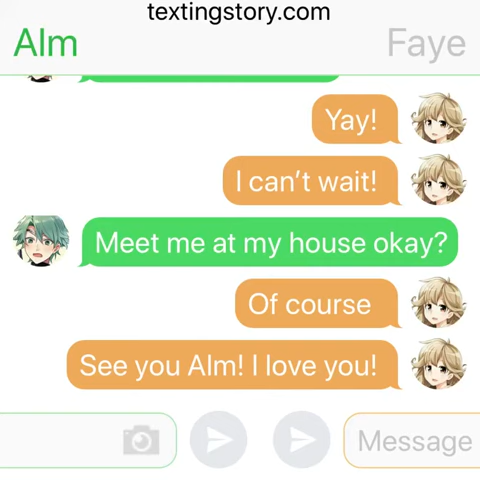 textingstory.com
Alm
Faye
Yay!
I can’t wait!
Meet me at my house okay?
Of course
See you Alm! I love you!
Message